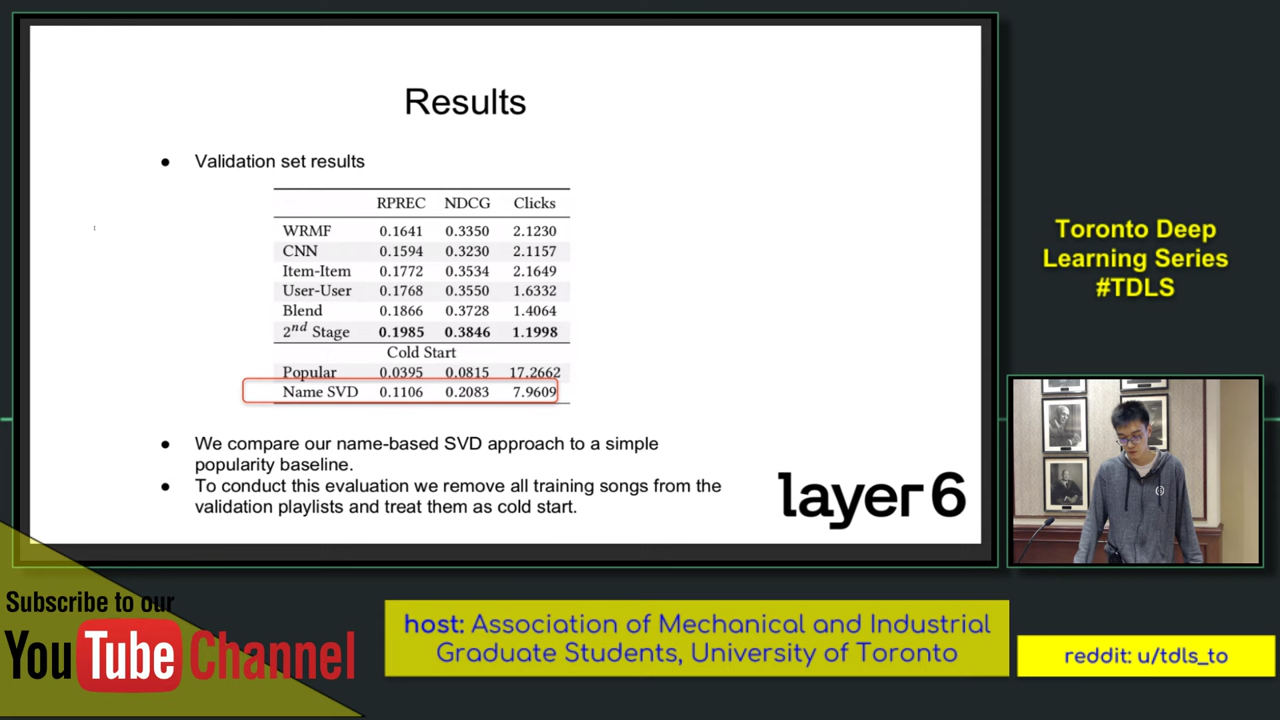 Results
● Validation set results
RPREC NDCG Clicks
WRMF 0.1641 0.3350 2.1230
CNN 0.1594 0.3230 2.1157
Item-Item 0.1772 0.3534 2.1649
User-User 0.1768 0.3550 1.6332
Blend 0.1866 0.3728 1.4064
2nd Stage 0.1985 0.3846 1.1998
Cold Start
Popular 0.0395 0.0815 17.2662
Name SVD 0.1106 0.2083 7.9609
● We compare our name-based SVD approach to a simple
popularity baseline.
● To conduct this evaluation we remove all training songs from the
validation playlists and treat them as cold start.
layer 6
Toronto Deep
Learning Series
#TDLS
Subscribe to our
YouTube Channel
host: Association of Mechanical and Industrial
Graduate Students, University of Toronto
reddit: u/tdls_to